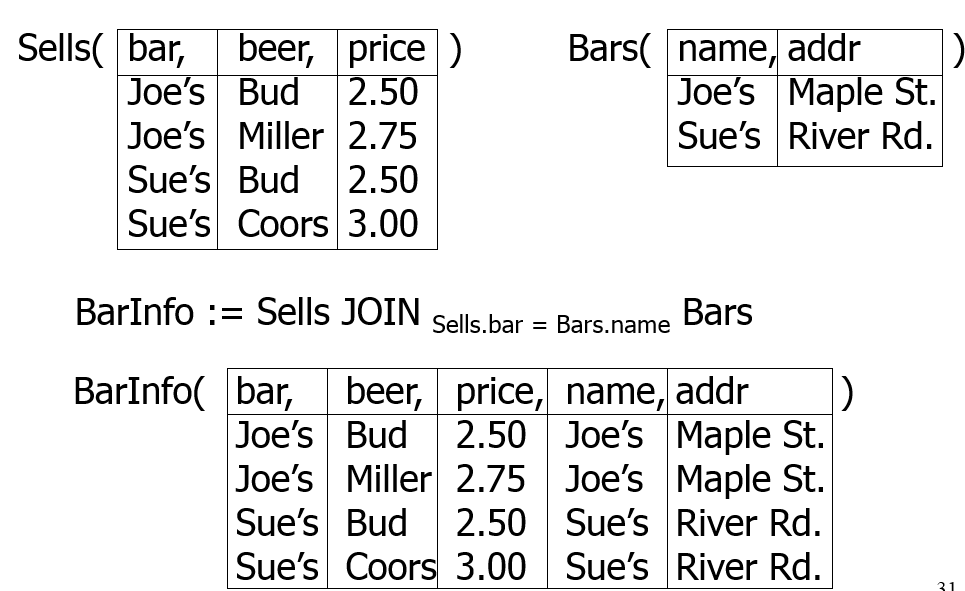 Sells( bar, beer, price ) Bars( name, addr )
Joe’s Bud 2.50 Joe’s Maple St.
Joe’s Miller 2.75 Sue’s River Rd.
Sue’s Bud 2.50
Sue’s Coors 3.00
BarInfo := Sells JOIN Sells.bar = Bars.name Bars
BarInfo( bar, beer, price, name, addr )
Joe’s Bud 2.50 Joe’s Maple St.
Joe’s Miller 2.75 Joe’s Maple St.
Sue’s Bud 2.50 Sue’s River Rd.
Sue’s Coors 3.00 Sue’s River Rd.
31